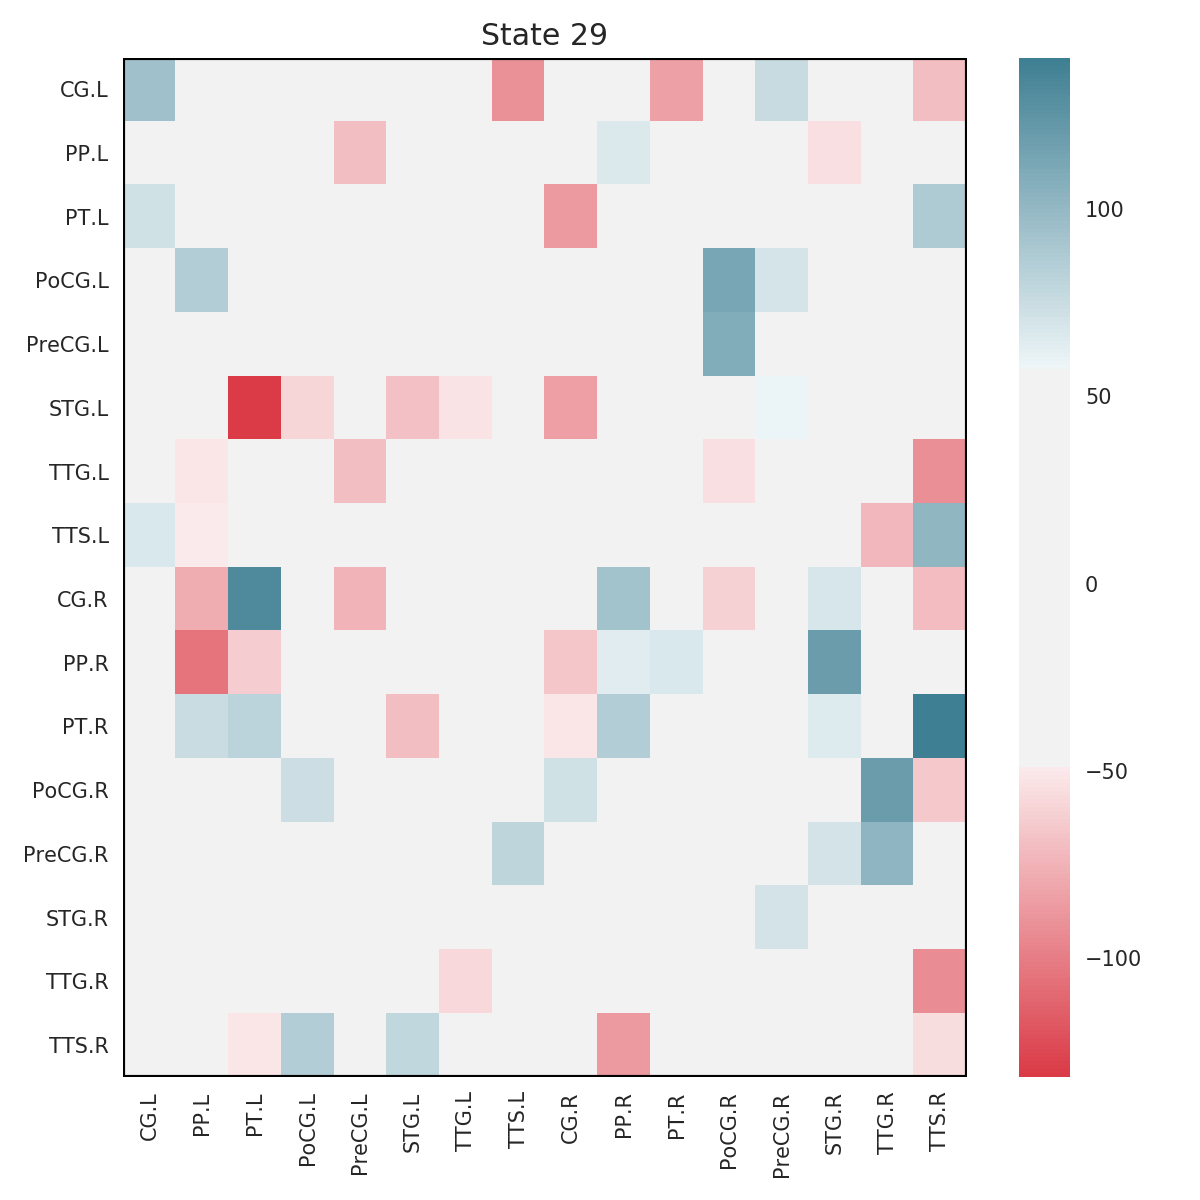 State 29
CG.L
PP.L
PT.L
PoCG.L
PreCG.L
STG.L
TTG.L
TTS.L
CG.R
PP.R
PT.R
PoCG.R
PreCG.R
STG.R
TTG.R
TTS.R
CG.L
PP.L
PT.L
PoCG.L
PreCG.L
STG.L
TTG.L
TTS.L
CG.R
PP.R
PT.R
PoCG.R
PreCG.R
STG.R
TTG.R
TTS.R
100
50
0
−50
−100